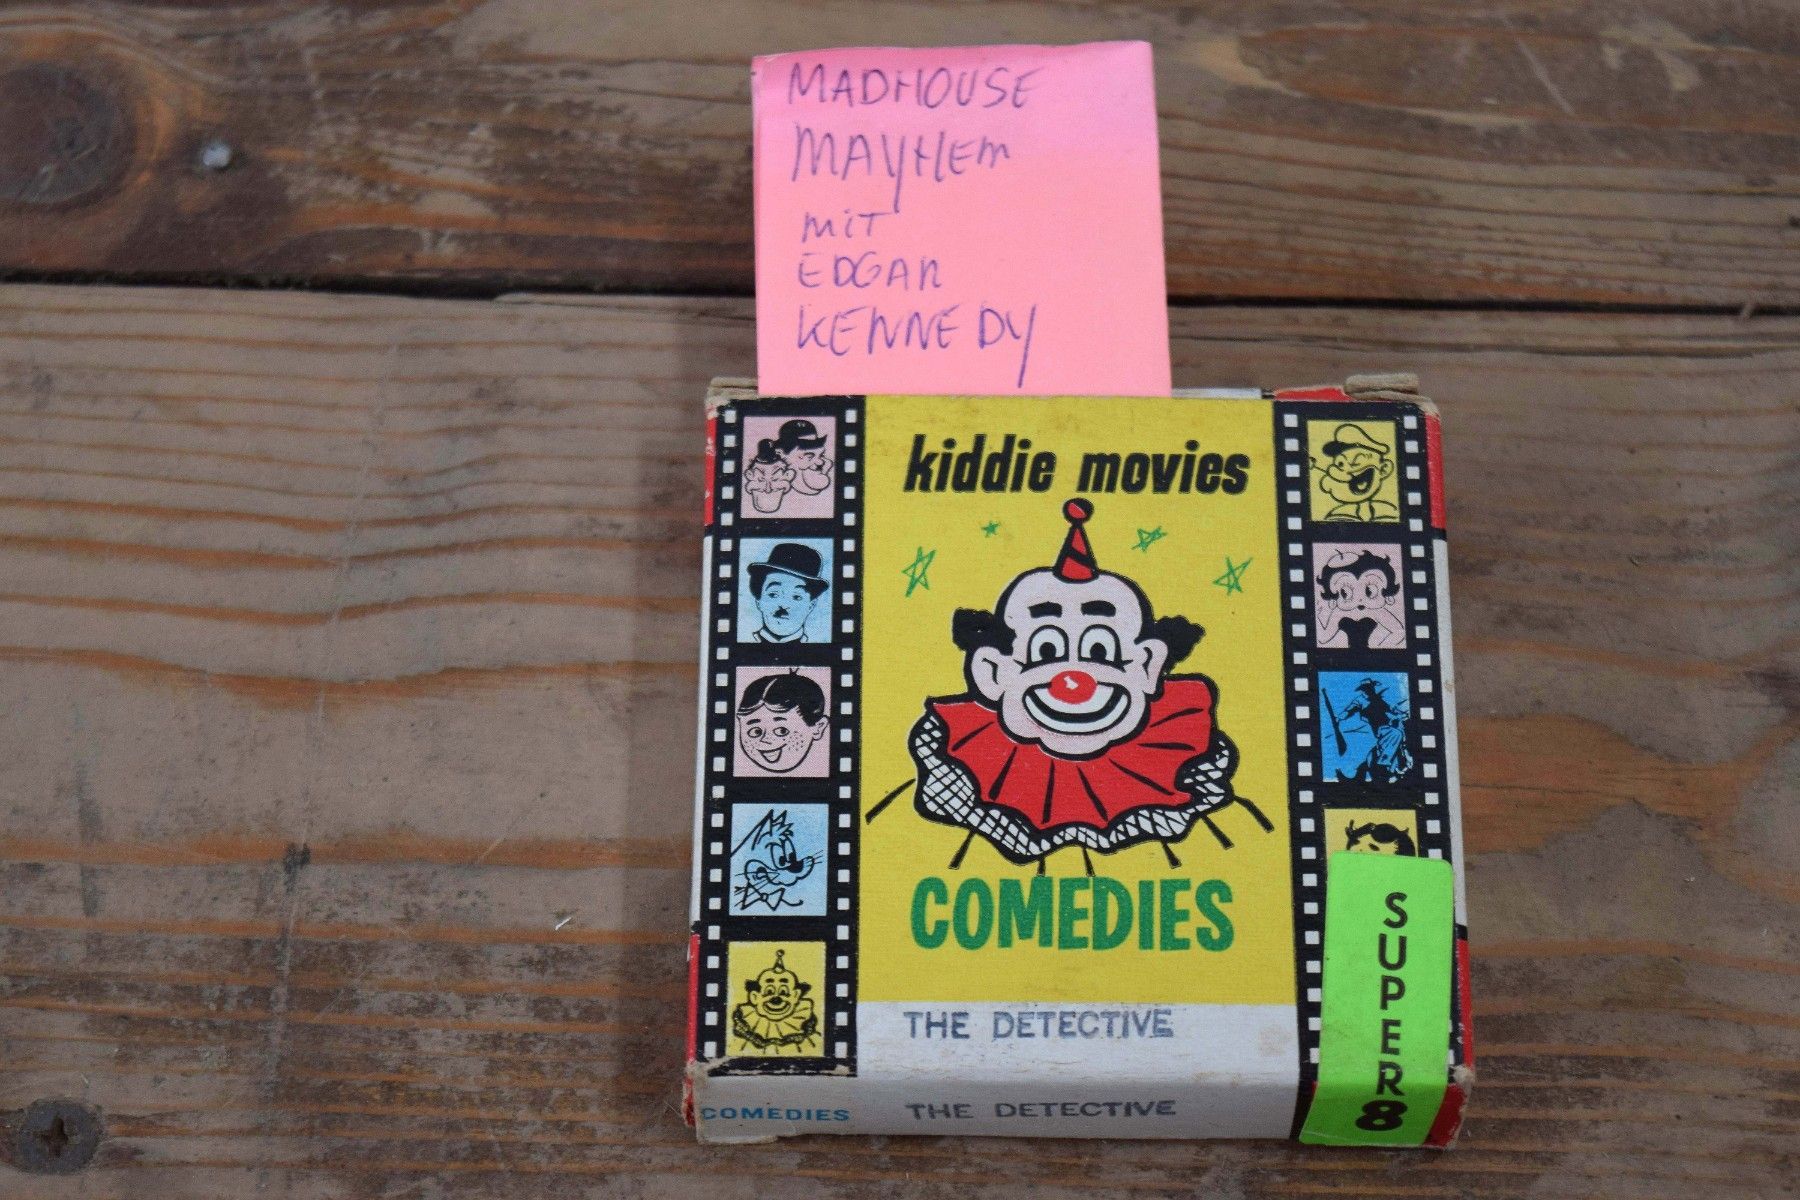 MADHOUSE
MAYHEM
MIT
EDGAR
KENNEDY
kiddie movies
COMEDIES
THE DETECTIVE
COMEDIES THE DETECTIVE
SUPER 8